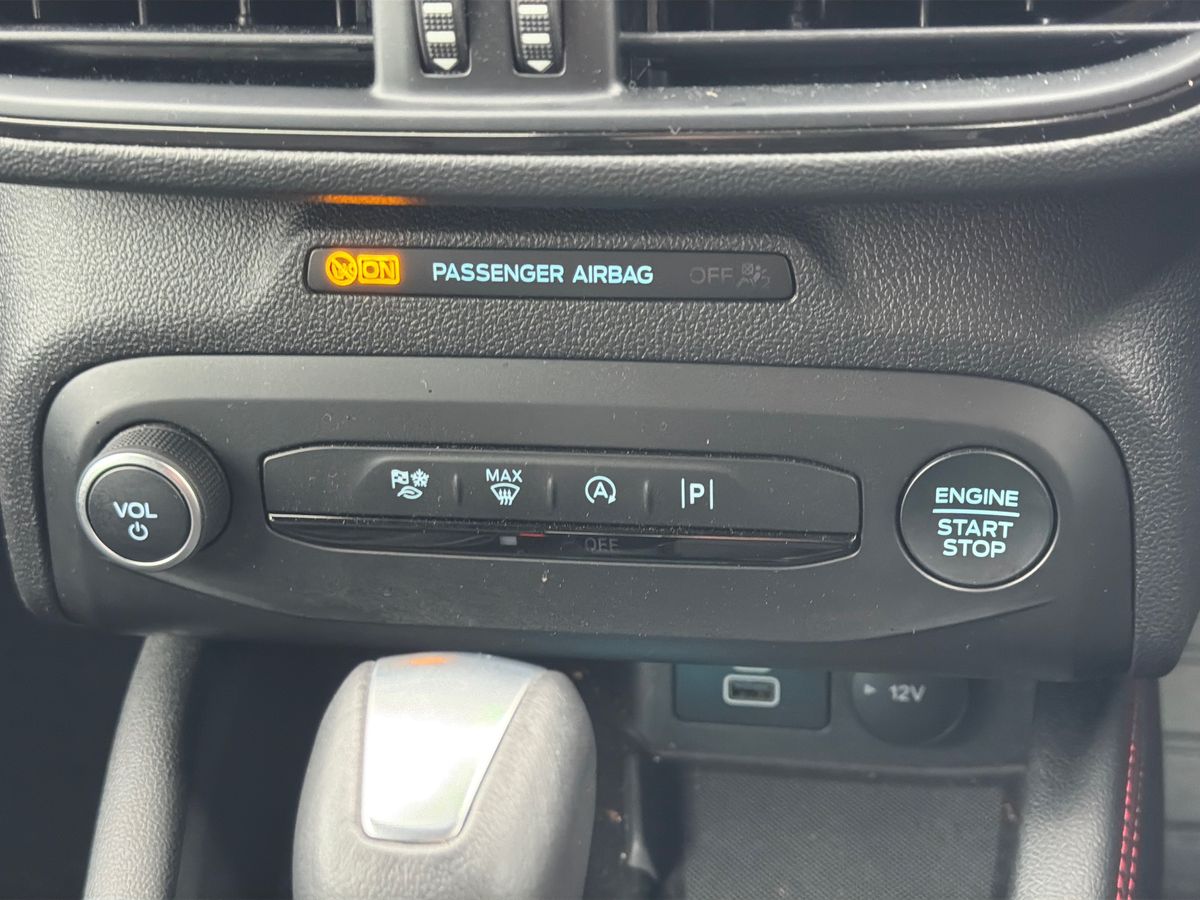 ON PASSENGER AIRBAG OFF
VOL
MAX
A
P
OFF
ENGINE
START
STOP
12V